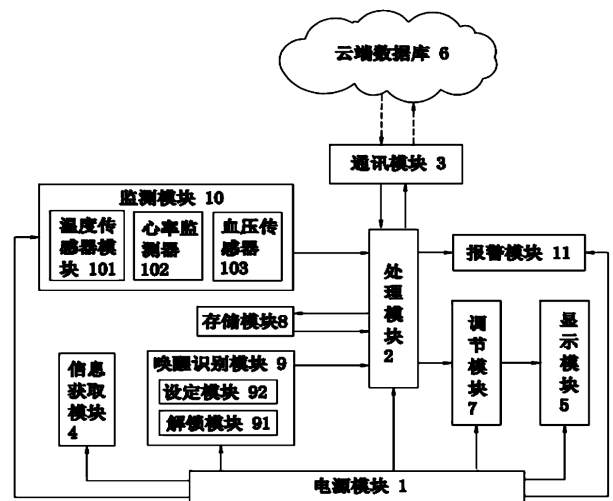 云端数据库 6
通讯模块 3
监测模块 10
温度传
感器模
块 101
心率监
测器
102
血压传
感器
103
处
理
模
块
2
报警模块 11
存储模块8
唤醒识别模块 9
设定模块 92
解锁模块 91
信息
获取
模块
4
调
节
模
块
7
显
示
模
块
5
电源模块 1